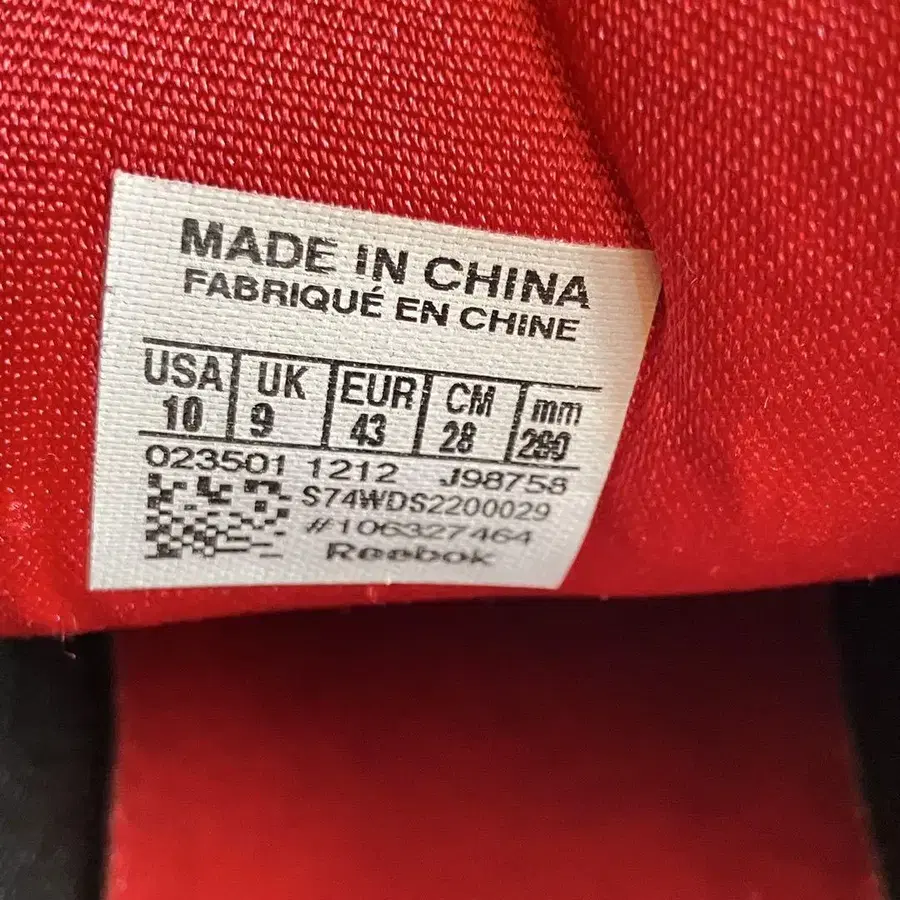 MADE IN CHINA
FABRIQUÉ EN CHINE
USA UK EUR CM mm
10 9 43 28 280
023501 1212 J98758
S74WDS2200029
#106327464
Reebok